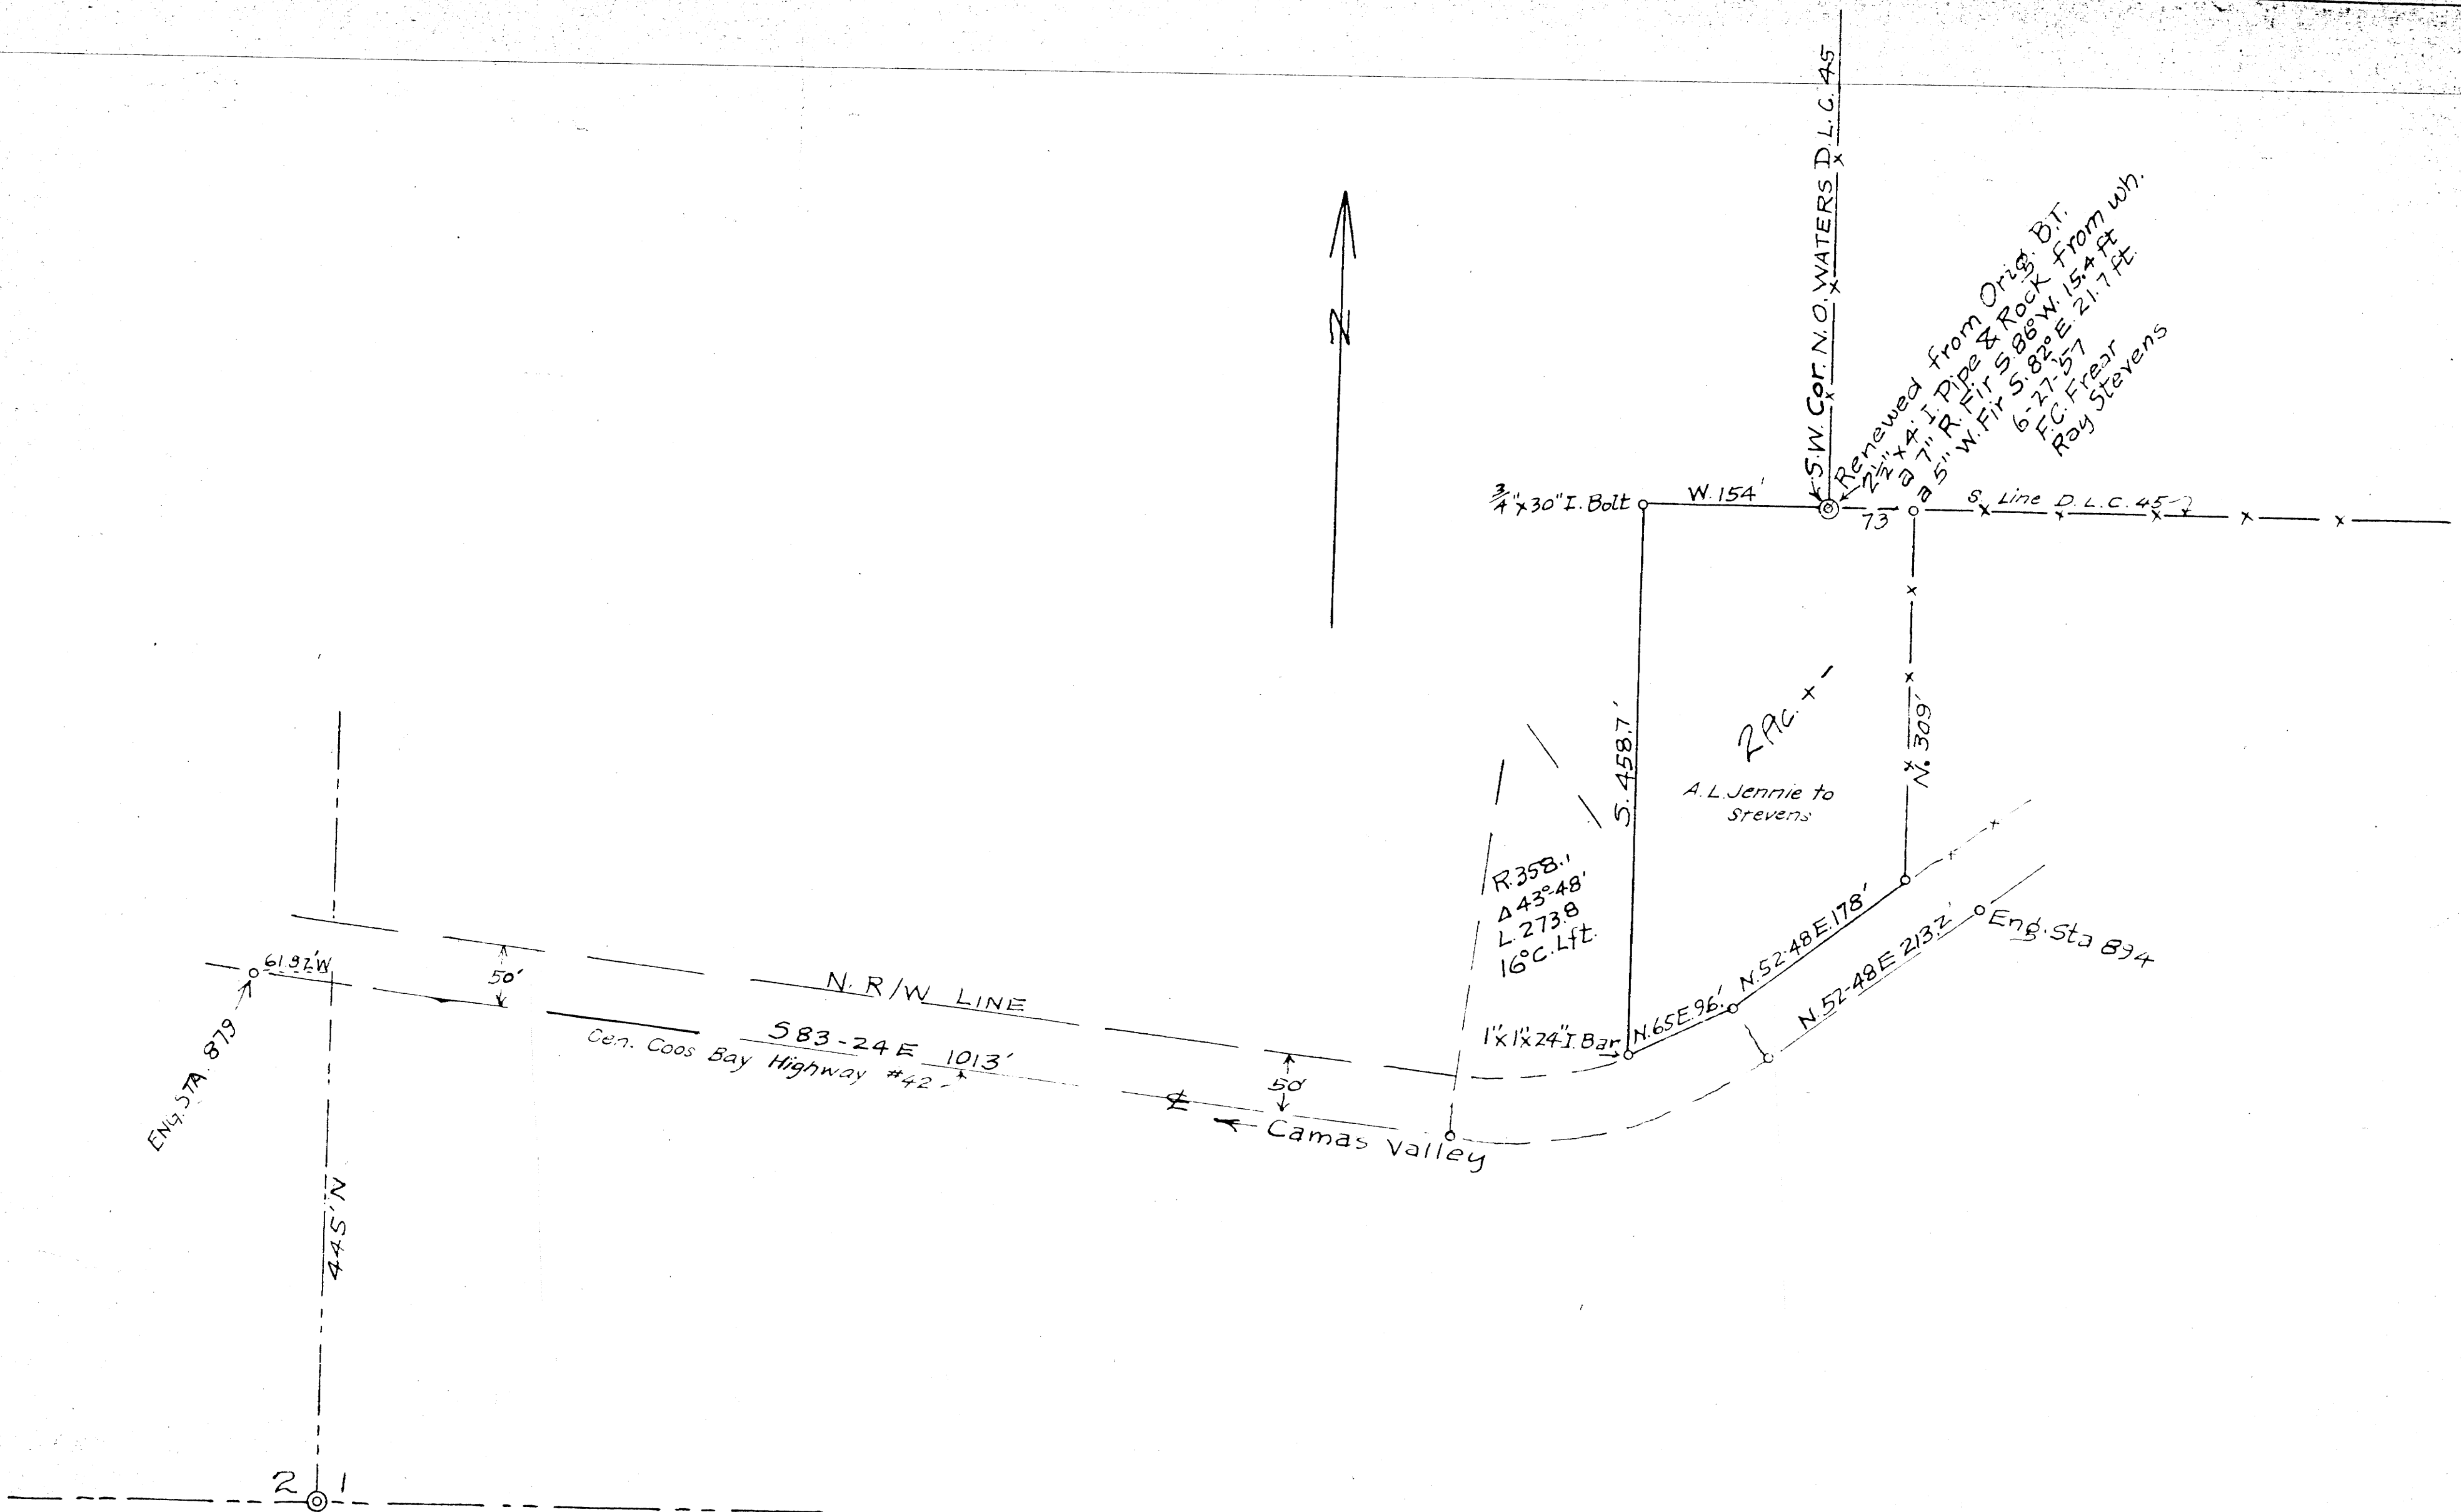 S.W. Cor. N.O. WATERS D.L.C. 45
Renewed from Orig. B.T.
2½"x4' I. Pipe & Rock from wh.
a 7" R. Fir S.86°W. 15.4 ft
a 5" W. Fir S.82°E. 21.7 ft.
6-27-57
F.C. Frear
Ray Stevens
N
¾"x30" I. Bolt
W. 154'
73
S. Line D.L.C. 45
S. 458.7'
N. 309'
2 Ac. + -
A.L. Jennie to
Stevens
R. 358.1
Δ 43°-48'
L. 273.8
16° C. Lft.
1"x1"x24" I. Bar
N.65E.96'
N.52-48E.178'
N.52-48E 213.2'
Eng. Sta 894
61.92'W
50'
N. R/W LINE
S83-24E 1013'
Cen. Coos Bay Highway #42
ENG. STA. 879
50'
℄
Camas Valley
445' N
2 1